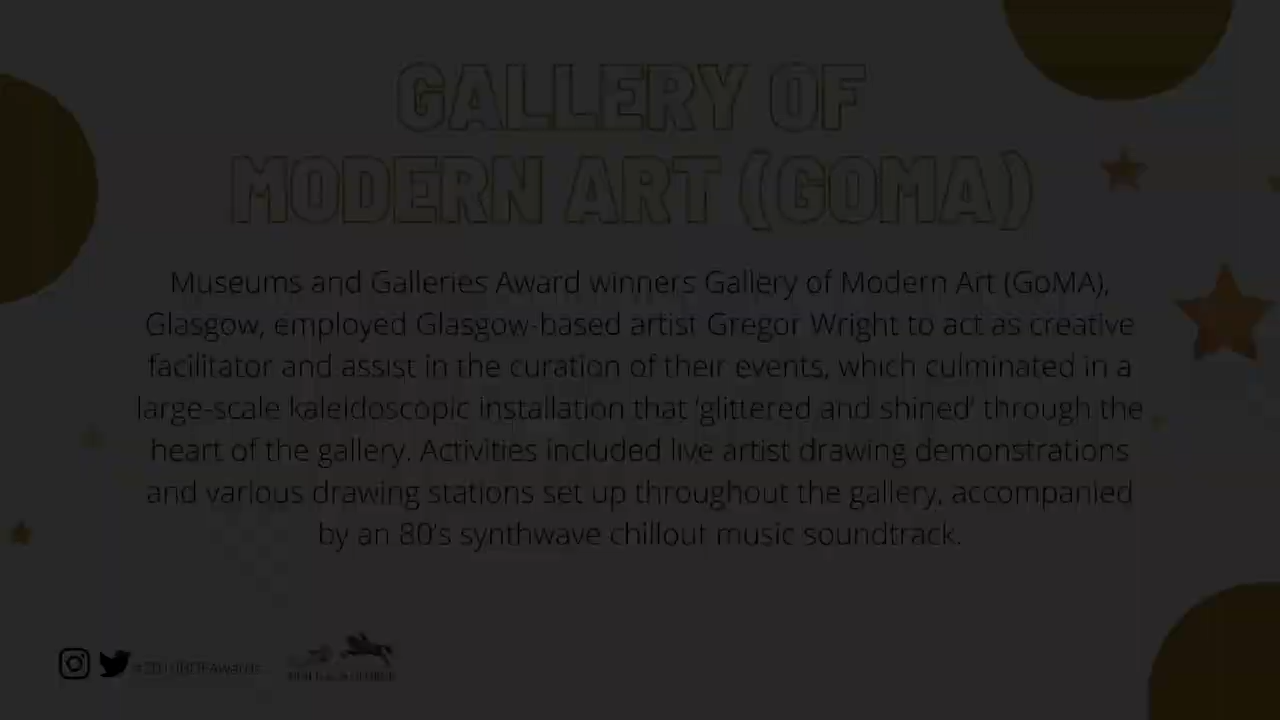 GALLERY OF
MODERN ART (GOMA)
Museums and Galleries Award winners Gallery of Modern Art (GoMA),
Glasgow, employed Glasgow-based artist Gregor Wright to act as creative
facilitator and assist in the curation of their events, which culminated in a
large-scale kaleidoscopic installation that ‘glittered and shined’ through the
heart of the gallery. Activities included live artist drawing demonstrations
and various drawing stations set up throughout the gallery, accompanied
by an 80’s synthwave chillout music soundtrack.